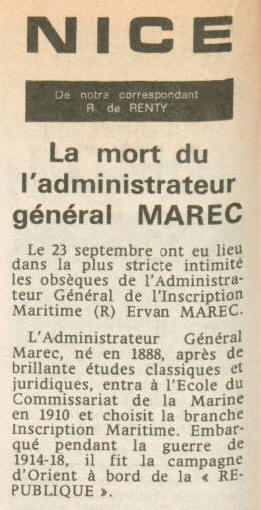 NICE
De notre correspondant
R. de RENTY
La mort du
l'administrateur
général MAREC
Le 23 septembre ont eu lieu
dans la plus stricte intimité
les obsèques de l'Administra-
teur Général de l'Inscription
Maritime (R) Ervan MAREC.
L'Administrateur Général
Marec, né en 1888, après de
brillante études classiques et
juridiques, entra à l'Ecole du
Commissariat de la Marine
en 1910 et choisit la branche
Inscription Maritime. Embar-
qué pendant la guerre de
1914-18, il fit la campagne
d'Orient à bord de la « RE-
PUBLIQUE ».